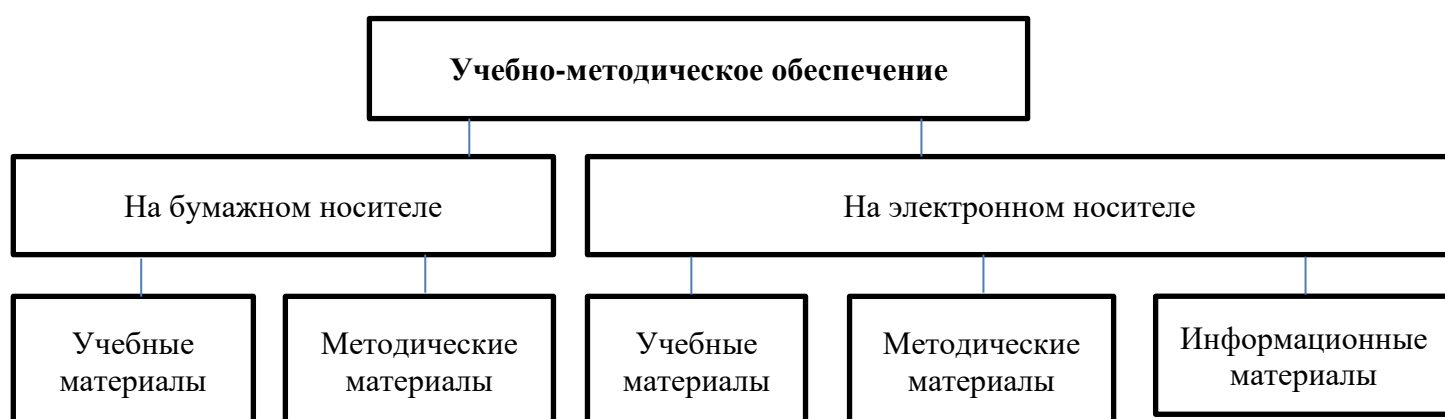 Учебно-методическое обеспечение
На бумажном носителе
На электронном носителе
Учебные
материалы
Методические
материалы
Учебные
материалы
Методические
материалы
Информационные
материалы